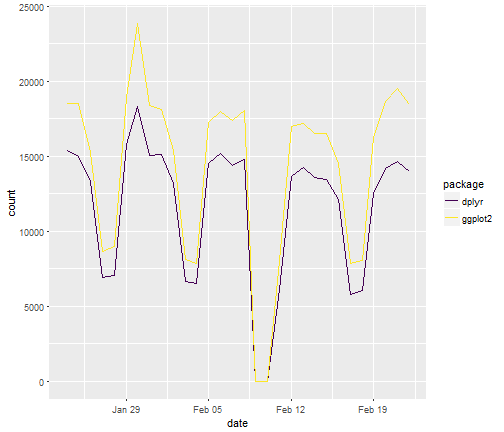 25000
20000
15000
10000
5000
0
count
Jan 29
Feb 05
Feb 12
Feb 19
date
package
dplyr
ggplot2